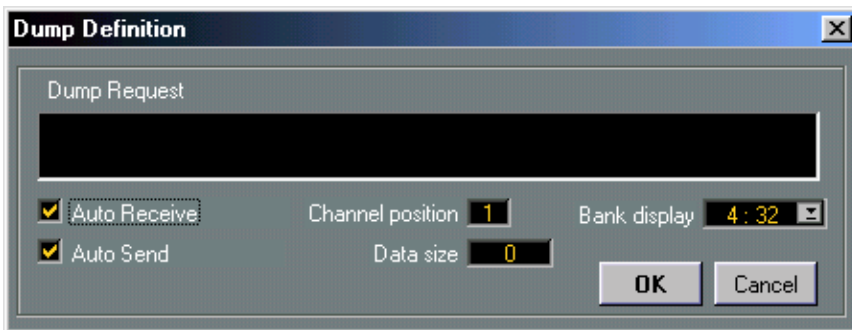 Dump Definition
Dump Request
Auto Receive Channel position 1 Bank display 4 : 32
Auto Send Data size 0
OK Cancel